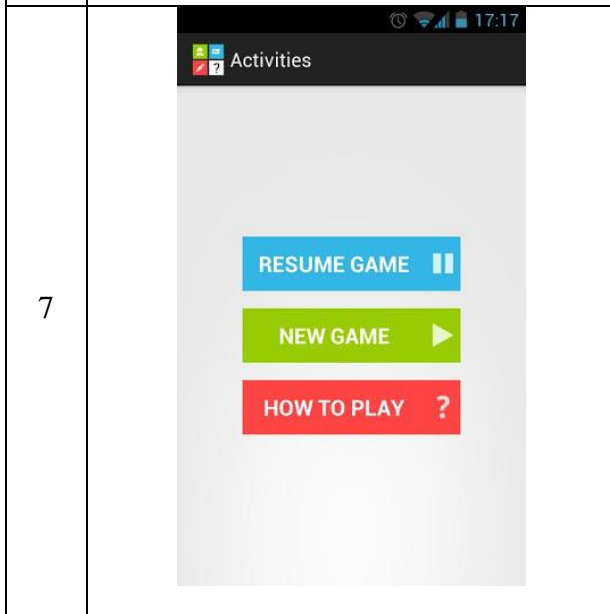 17:17
? Activities
7
RESUME GAME
NEW GAME
HOW TO PLAY ?